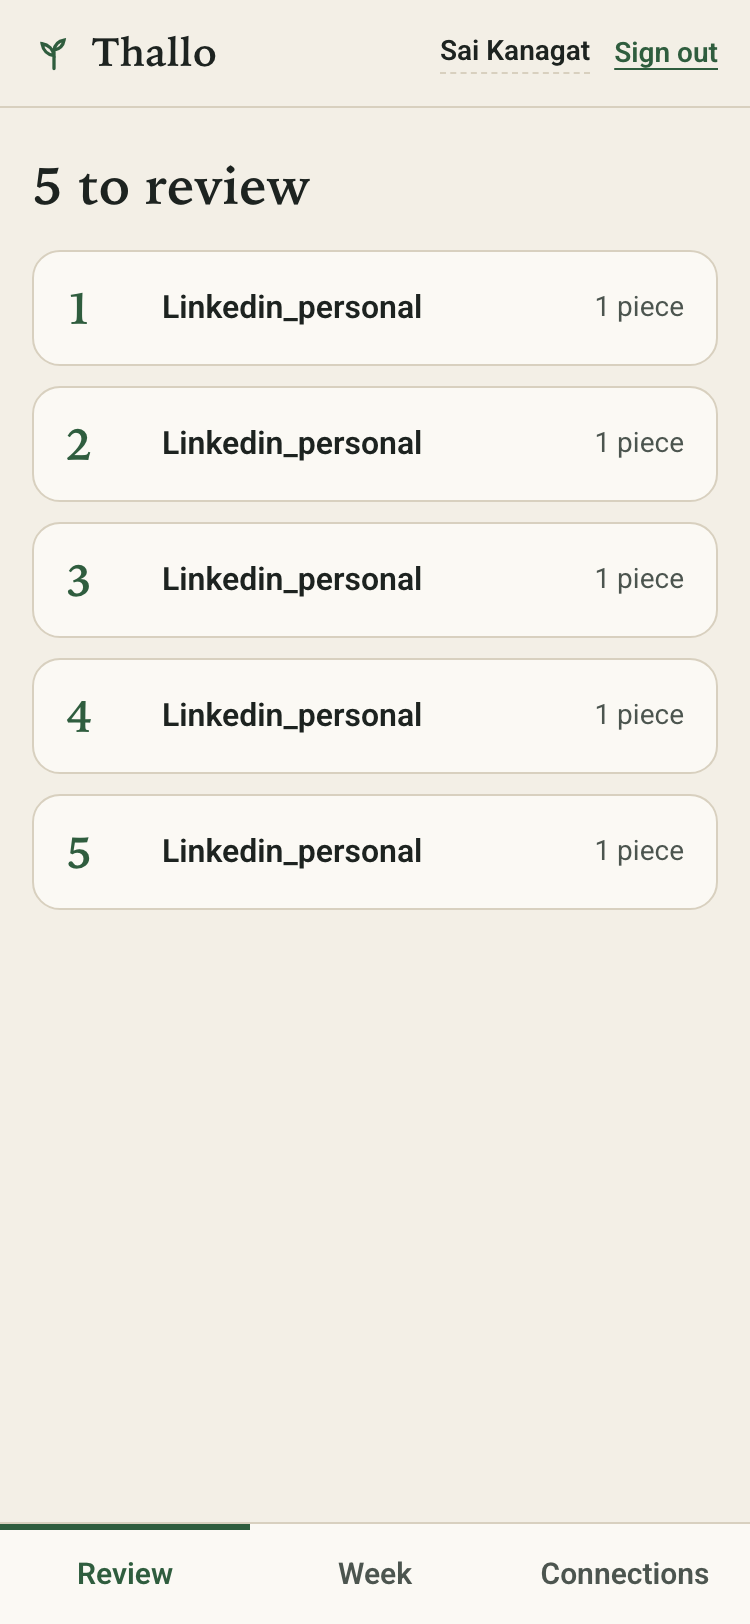 Thallo
Sai Kanagat
Sign out
5 to review
1 Linkedin_personal 1 piece
2 Linkedin_personal 1 piece
3 Linkedin_personal 1 piece
4 Linkedin_personal 1 piece
5 Linkedin_personal 1 piece
Review Week Connections